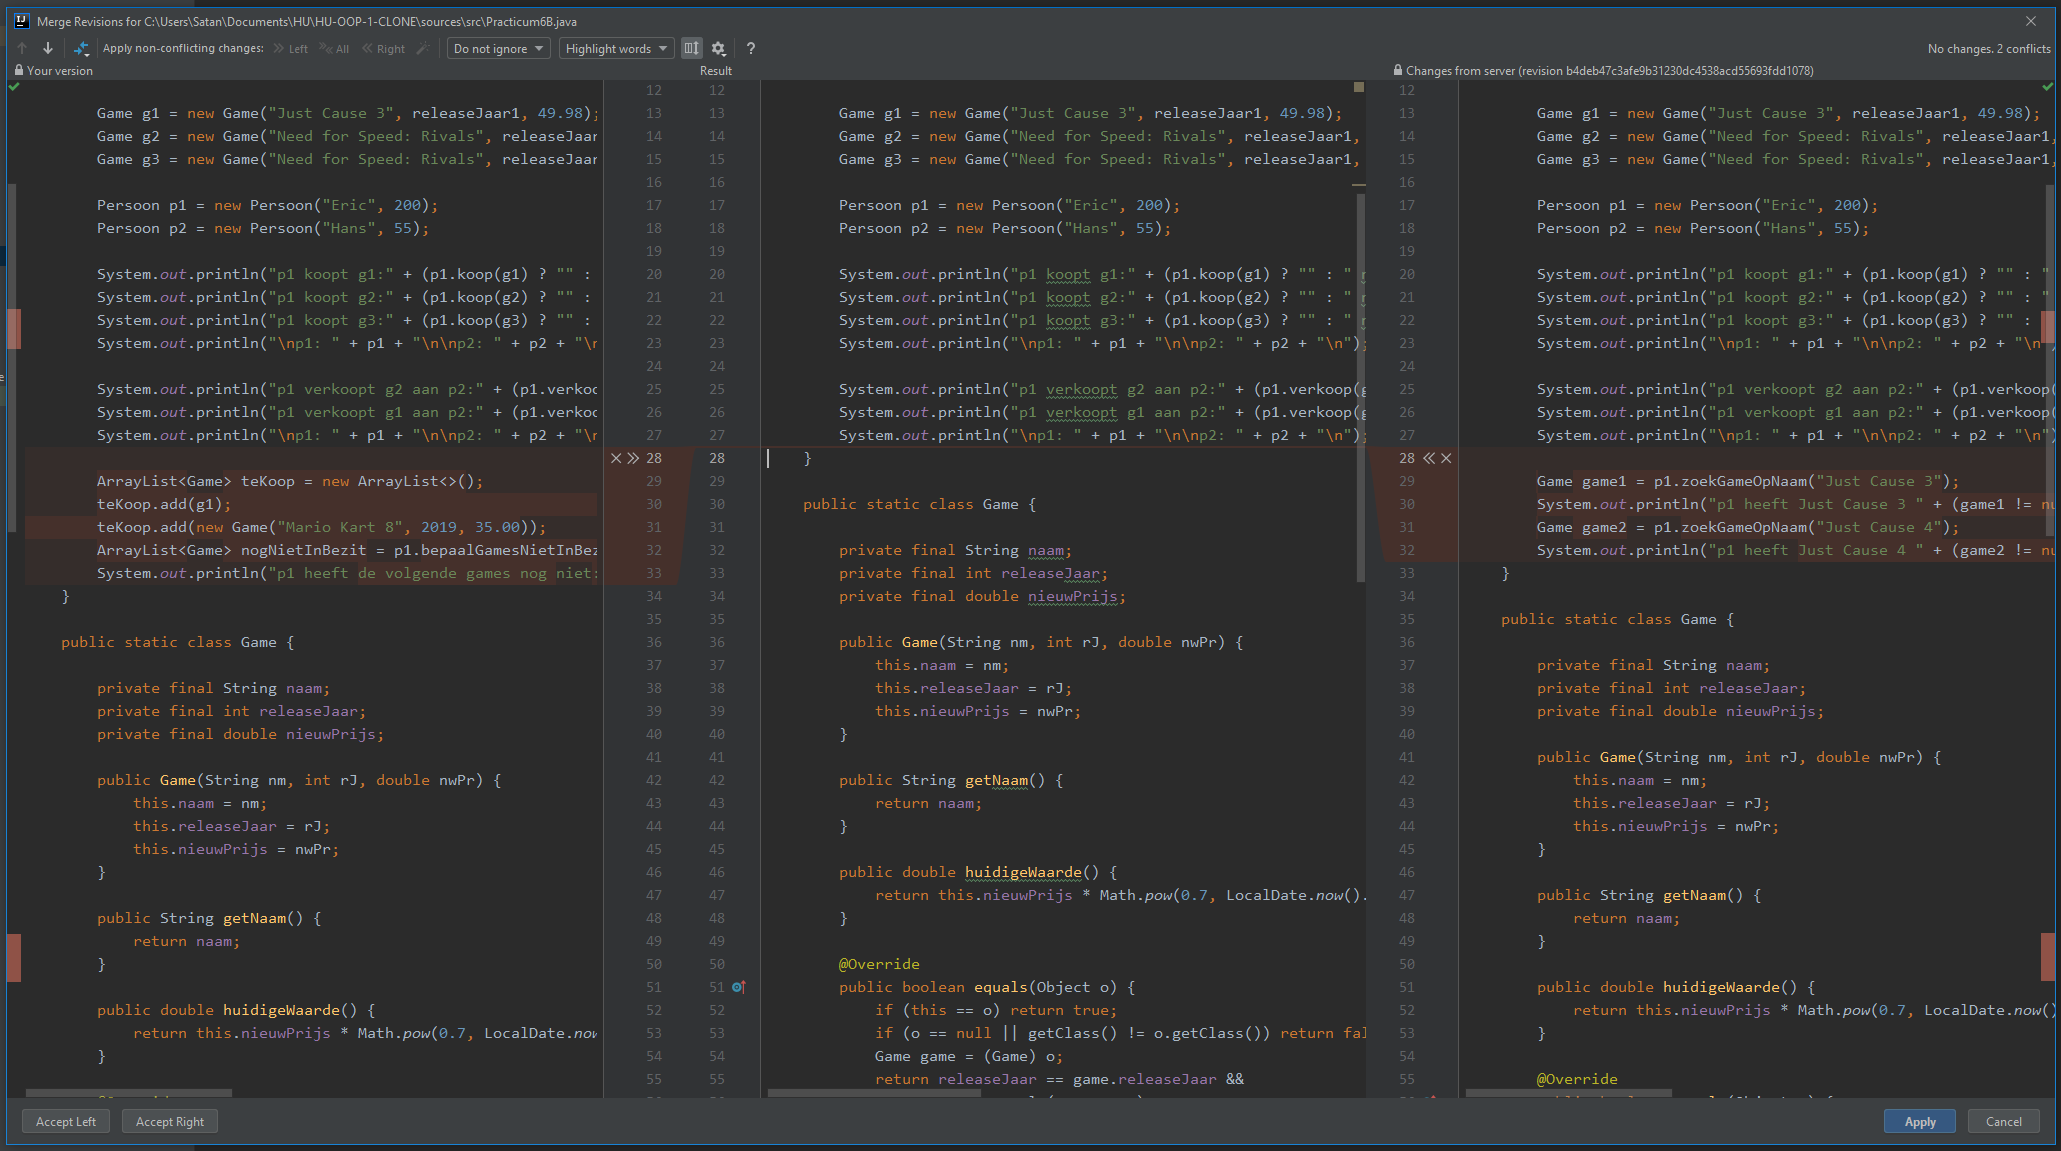 Merge Revisions for C:\Users\Satan\Documents\HU\HU-OOP-1-CLONE\sources\src\Practicum6B.java
Apply non-conflicting changes: Left All Right Do not ignore Highlight words ? No changes. 2 conflicts
Your version
Game g1 = new Game("Just Cause 3", releaseJaar1, 49.98);
Game g2 = new Game("Need for Speed: Rivals", releaseJaar
Game g3 = new Game("Need for Speed: Rivals", releaseJaar
Persoon p1 = new Persoon("Eric", 200);
Persoon p2 = new Persoon("Hans", 55);
System.out.println("p1 koopt g1:" + (p1.koop(g1) ? "" :
System.out.println("p1 koopt g2:" + (p1.koop(g2) ? "" :
System.out.println("p1 koopt g3:" + (p1.koop(g3) ? "" :
System.out.println("\np1: " + p1 + "\n\np2: " + p2 + "\n
System.out.println("p1 verkoopt g2 aan p2:" + (p1.verkoo
System.out.println("p1 verkoopt g1 aan p2:" + (p1.verkoo
System.out.println("\np1: " + p1 + "\n\np2: " + p2 + "\n
ArrayList<Game> teKoop = new ArrayList<>();
teKoop.add(g1);
teKoop.add(new Game("Mario Kart 8", 2019, 35.00));
ArrayList<Game> nogNietInBezit = p1.bepaalGamesNietInBez
System.out.println("p1 heeft de volgende games nog niet:
}
public static class Game {
private final String naam;
private final int releaseJaar;
private final double nieuwPrijs;
public Game(String nm, int rJ, double nwPr) {
this.naam = nm;
this.releaseJaar = rJ;
this.nieuwPrijs = nwPr;
}
public String getNaam() {
return naam;
}
public double huidigeWaarde() {
return this.nieuwPrijs * Math.pow(0.7, LocalDate.now
}
Result
12 12
13 13 Game g1 = new Game("Just Cause 3", releaseJaar1, 49.98);
14 14 Game g2 = new Game("Need for Speed: Rivals", releaseJaar1,
15 15 Game g3 = new Game("Need for Speed: Rivals", releaseJaar1,
16 16
17 17 Persoon p1 = new Persoon("Eric", 200);
18 18 Persoon p2 = new Persoon("Hans", 55);
19 19
20 20 System.out.println("p1 koopt g1:" + (p1.koop(g1) ? "" : "
21 21 System.out.println("p1 koopt g2:" + (p1.koop(g2) ? "" : "
22 22 System.out.println("p1 koopt g3:" + (p1.koop(g3) ? "" : "
23 23 System.out.println("\np1: " + p1 + "\n\np2: " + p2 + "\n");
24 24
25 25 System.out.println("p1 verkoopt g2 aan p2:" + (p1.verkoop(g
26 26 System.out.println("p1 verkoopt g1 aan p2:" + (p1.verkoop(g
27 27 System.out.println("\np1: " + p1 + "\n\np2: " + p2 + "\n");
28 28 }
29 29
30 30 public static class Game {
31 31
32 32 private final String naam;
33 33 private final int releaseJaar;
34 34 private final double nieuwPrijs;
35 35
36 36 public Game(String nm, int rJ, double nwPr) {
37 37 this.naam = nm;
38 38 this.releaseJaar = rJ;
39 39 this.nieuwPrijs = nwPr;
40 40 }
41 41
42 42 public String getNaam() {
43 43 return naam;
44 44 }
45 45
46 46 public double huidigeWaarde() {
47 47 return this.nieuwPrijs * Math.pow(0.7, LocalDate.now().
48 48 }
49 49
50 50 @Override
51 51 public boolean equals(Object o) {
52 52 if (this == o) return true;
53 53 if (o == null || getClass() != o.getClass()) return fal
54 54 Game game = (Game) o;
55 55 return releaseJaar == game.releaseJaar &&
Changes from server (revision b4deb47c3afe9b31230dc4538acd55693fdd1078)
12
13 Game g1 = new Game("Just Cause 3", releaseJaar1, 49.98);
14 Game g2 = new Game("Need for Speed: Rivals", releaseJaar1,
15 Game g3 = new Game("Need for Speed: Rivals", releaseJaar1,
16
17 Persoon p1 = new Persoon("Eric", 200);
18 Persoon p2 = new Persoon("Hans", 55);
19
20 System.out.println("p1 koopt g1:" + (p1.koop(g1) ? "" : "
21 System.out.println("p1 koopt g2:" + (p1.koop(g2) ? "" : "
22 System.out.println("p1 koopt g3:" + (p1.koop(g3) ? "" :
23 System.out.println("\np1: " + p1 + "\n\np2: " + p2 + "\n"
24
25 System.out.println("p1 verkoopt g2 aan p2:" + (p1.verkoop(
26 System.out.println("p1 verkoopt g1 aan p2:" + (p1.verkoop(
27 System.out.println("\np1: " + p1 + "\n\np2: " + p2 + "\n")
28
29 Game game1 = p1.zoekGameOpNaam("Just Cause 3");
30 System.out.println("p1 heeft Just Cause 3 " + (game1 != nu
31 Game game2 = p1.zoekGameOpNaam("Just Cause 4");
32 System.out.println("p1 heeft Just Cause 4 " + (game2 != nu
33 }
34
35 public static class Game {
36
37 private final String naam;
38 private final int releaseJaar;
39 private final double nieuwPrijs;
40
41 public Game(String nm, int rJ, double nwPr) {
42 this.naam = nm;
43 this.releaseJaar = rJ;
44 this.nieuwPrijs = nwPr;
45 }
46
47 public String getNaam() {
48 return naam;
49 }
50
51 public double huidigeWaarde() {
52 return this.nieuwPrijs * Math.pow(0.7, LocalDate.now()
53 }
54
55 @Override
Accept Left Accept Right Apply Cancel